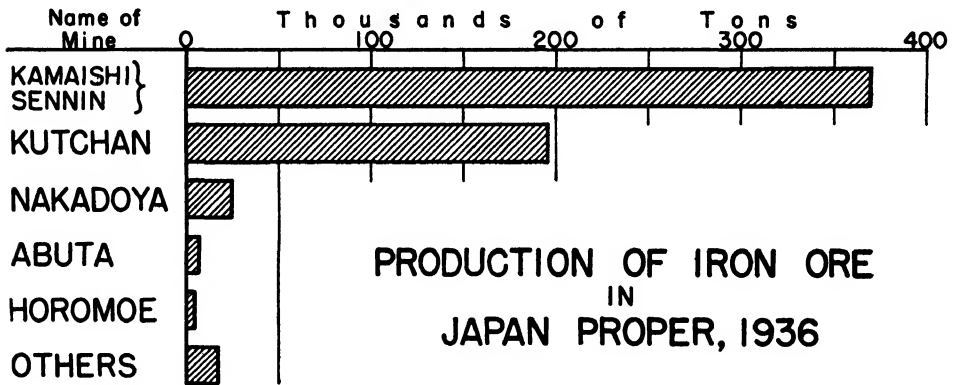 Name of Mine
Thousands of Tons
0 100 200 300 400
KAMAISHI
SENNIN
KUTCHAN
NAKADOYA
ABUTA
HOROMOE
OTHERS
PRODUCTION OF IRON ORE
IN
JAPAN PROPER, 1936